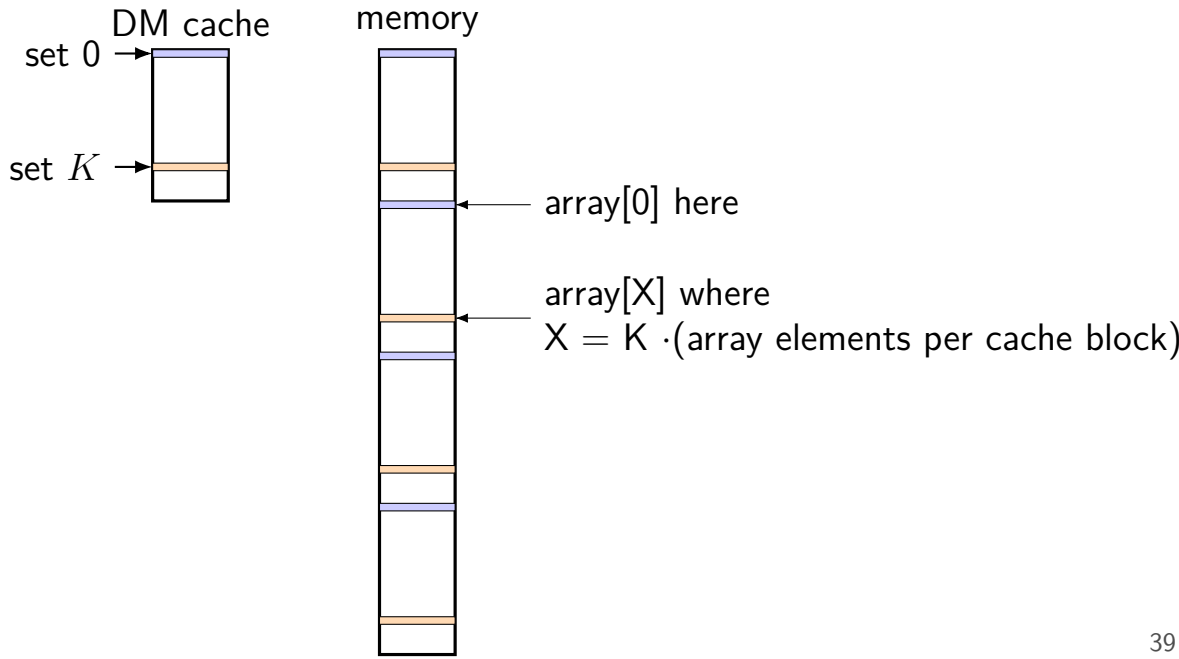 DM cache
memory
set 0
set K
array[0] here
array[X] where
X = K ·(array elements per cache block)
39